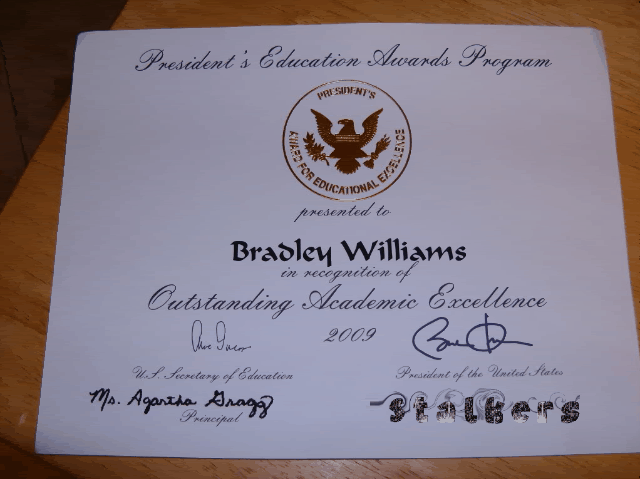 President's Education Awards Program
PRESIDENT'S
AWARD FOR EDUCATIONAL EXCELLENCE
presented to
Bradley Williams
in recognition of
Outstanding Academic Excellence
2009
U.S. Secretary of Education
President of the United States
Ms. Agartha Gragg
Principal
Stalkers